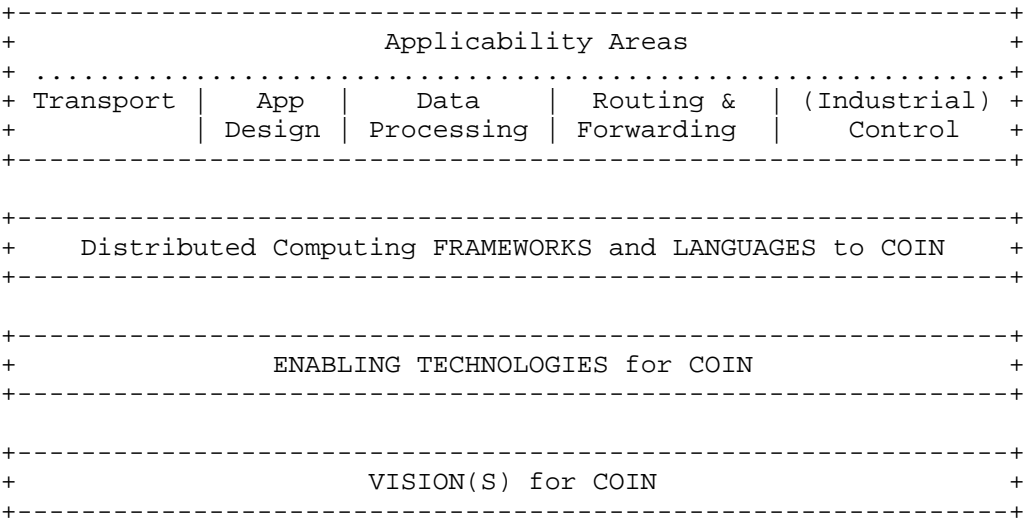 +--------------------------------------------------------------+
+                       Applicability Areas                    +
+ .............................................................+
+ Transport |   App  |    Data     |  Routing &  | (Industrial) +
+           | Design | Processing  | Forwarding  |    Control   +
+--------------------------------------------------------------+
+--------------------------------------------------------------+
+    Distributed Computing FRAMEWORKS and LANGUAGES to COIN    +
+--------------------------------------------------------------+
+--------------------------------------------------------------+
+                ENABLING TECHNOLOGIES for COIN                +
+--------------------------------------------------------------+
+--------------------------------------------------------------+
+                      VISION(S) for COIN                      +
+--------------------------------------------------------------+